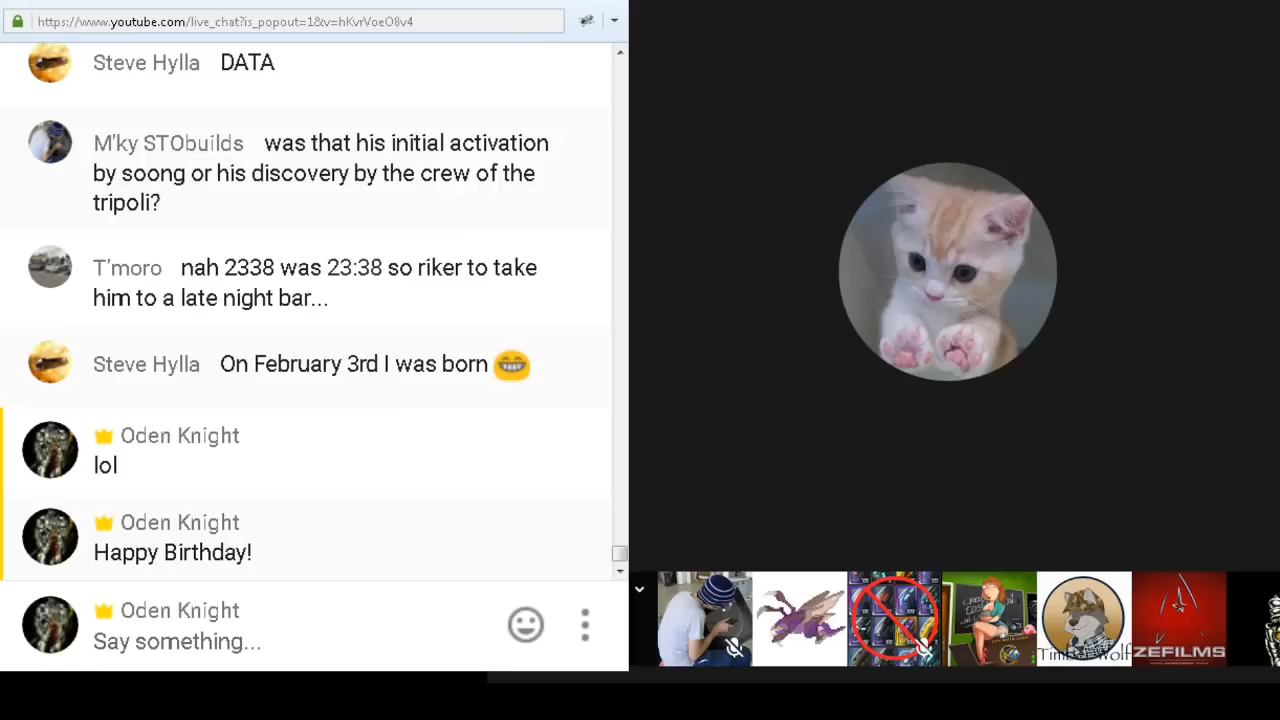 https://www.youtube.com/live_chat?is_popout=1&v=hKvrVoeO8v4
Steve Hylla DATA
M'ky STObuilds was that his initial activation
by soong or his discovery by the crew of the
tripoli?
T'moro nah 2338 was 23:38 so riker to take
him to a late night bar...
Steve Hylla On February 3rd I was born
Oden Knight
lol
Oden Knight
Happy Birthday!
Oden Knight
Say something...
ZEFILMS